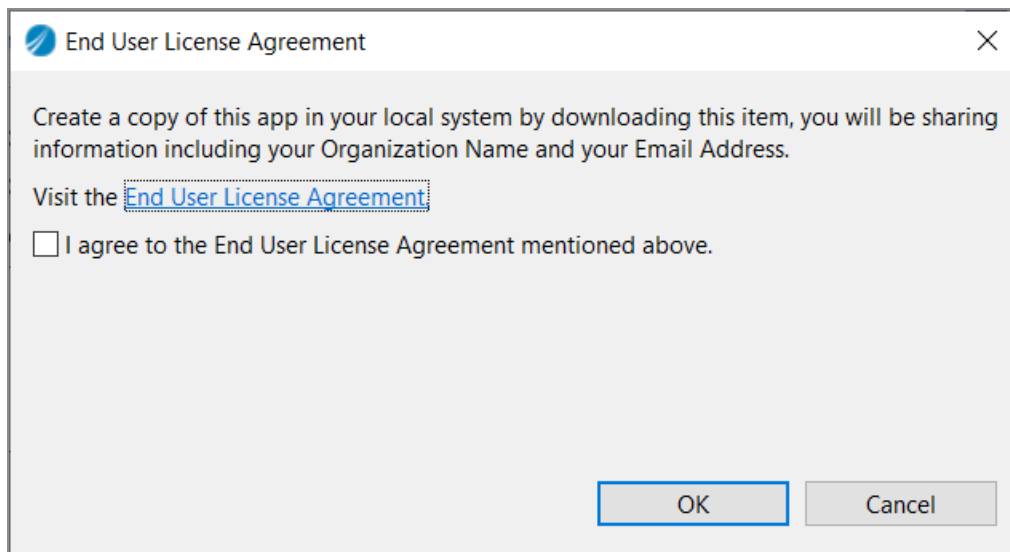 End User License Agreement
Create a copy of this app in your local system by downloading this item, you will be sharing
information including your Organization Name and your Email Address.
Visit the End User License Agreement.
I agree to the End User License Agreement mentioned above.
OK Cancel